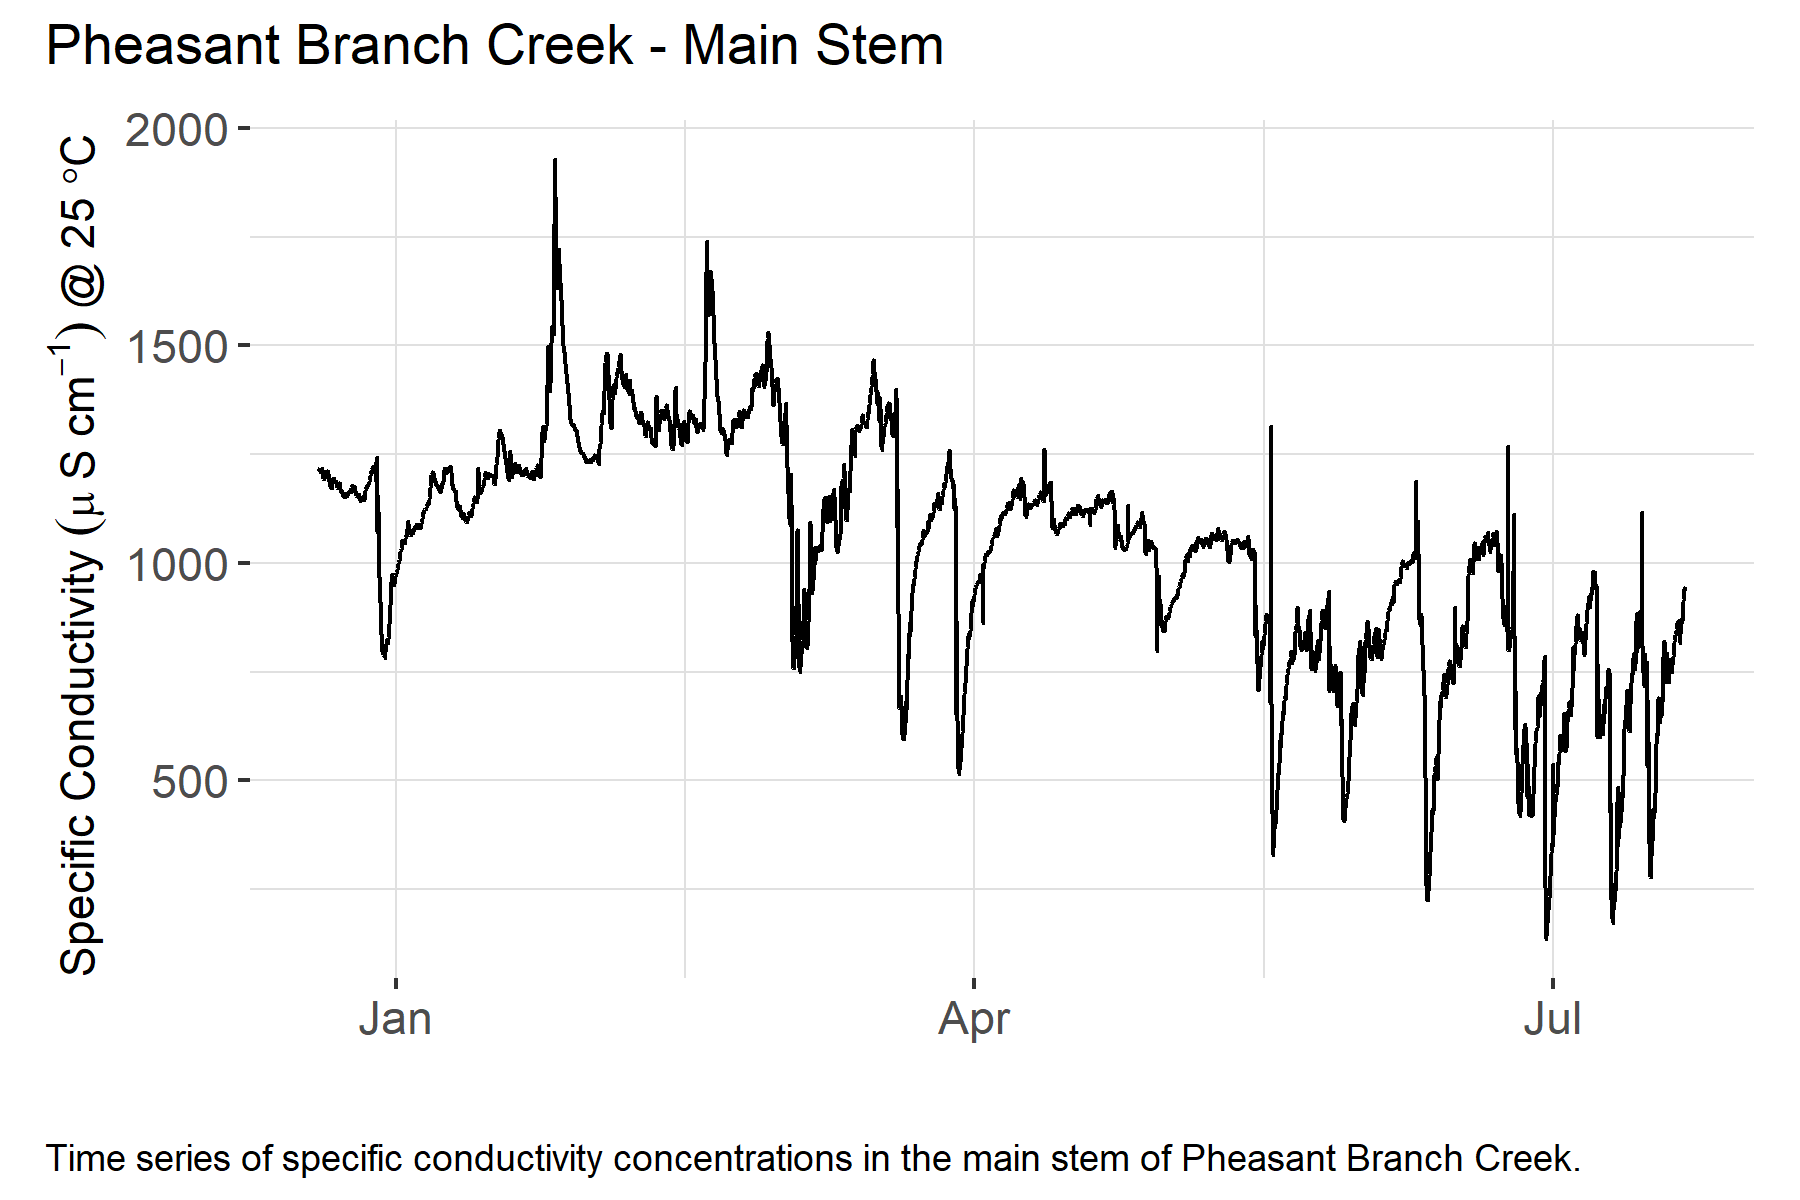 Pheasant Branch Creek - Main Stem
Specific Conductivity (μ S cm⁻¹) @ 25 °C
2000
1500
1000
500
Jan Apr Jul
Time series of specific conductivity concentrations in the main stem of Pheasant Branch Creek.